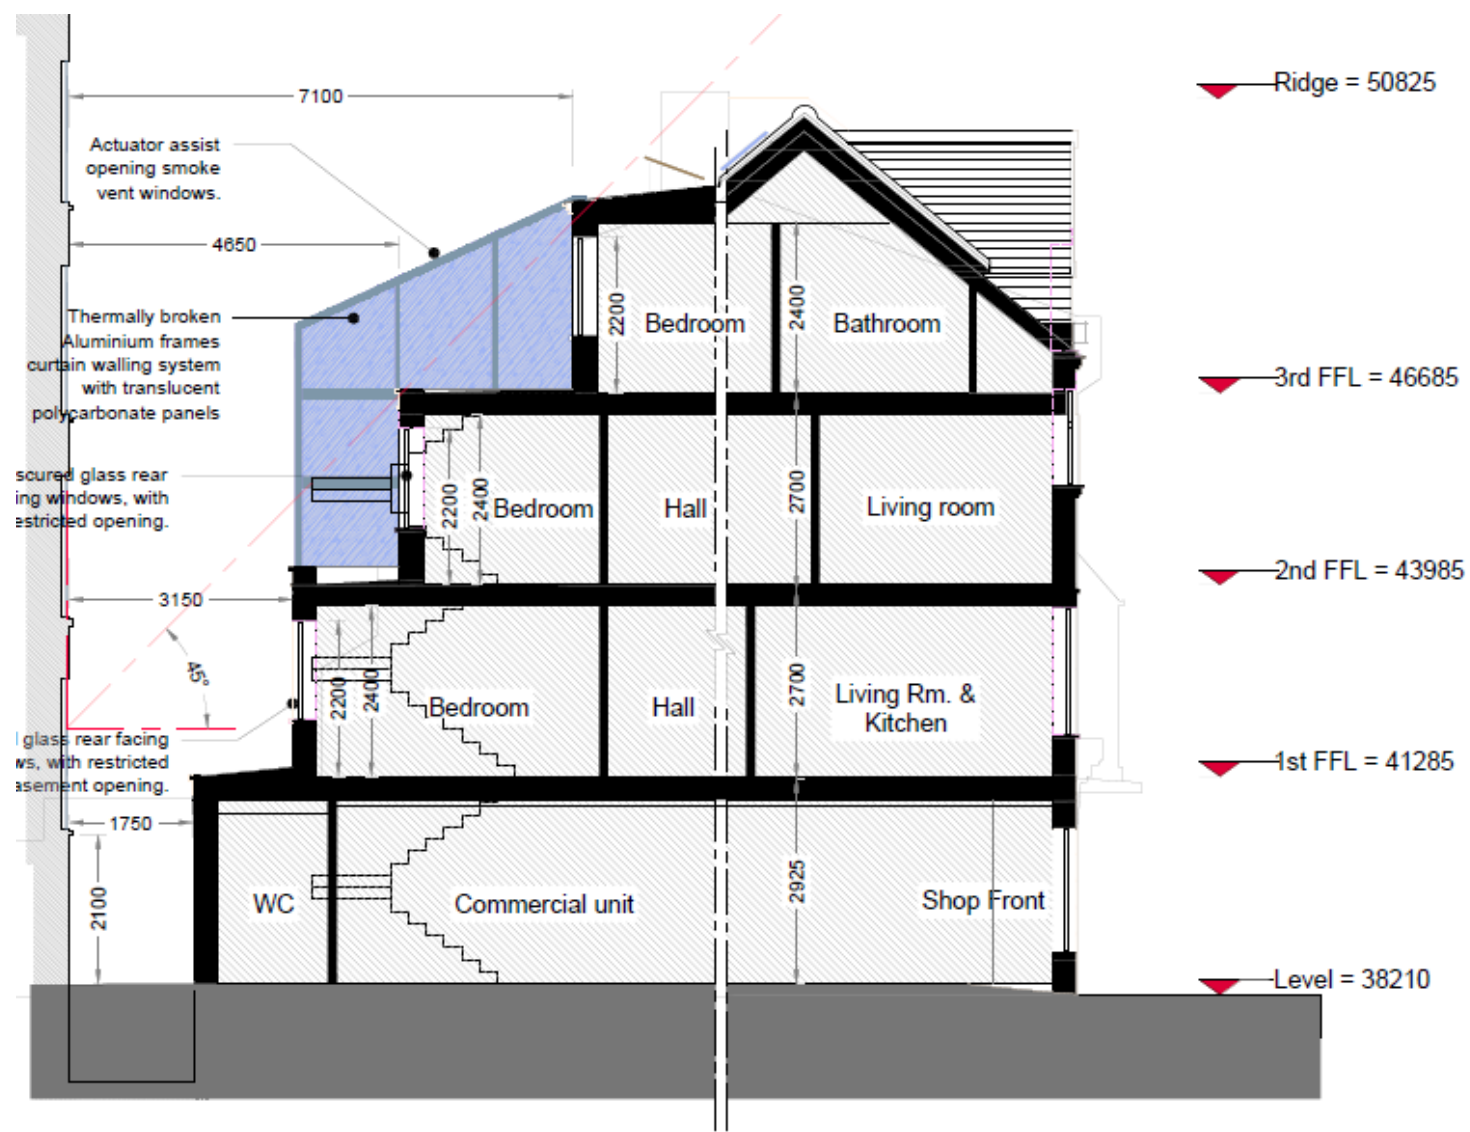 Ridge = 50825
7100
Actuator assist
opening smoke
vent windows.
4650
Thermally broken
Aluminium frames
curtain walling system
with translucent
polycarbonate panels
2200
Bedroom
2400
Bathroom
3rd FFL = 46685
scured glass rear
ing windows, with
estricted opening.
2200
2400
Bedroom
Hall
2700
Living room
2nd FFL = 43985
3150
45°
2200
2400
Bedroom
Hall
2700
Living Rm. &
Kitchen
glass rear facing
ws, with restricted
asement opening.
1st FFL = 41285
1750
2100
WC
Commercial unit
2925
Shop Front
Level = 38210